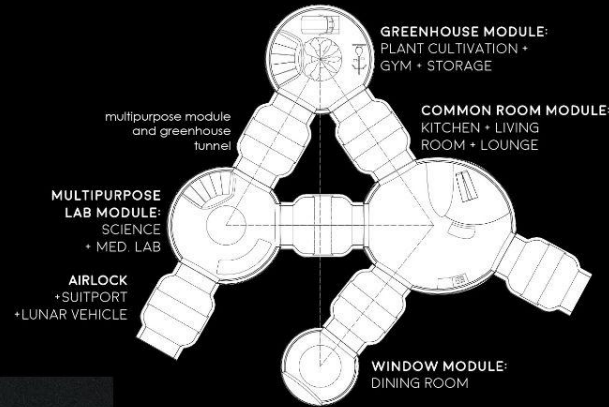 GREENHOUSE MODULE:
PLANT CULTIVATION +
GYM + STORAGE
multipurpose module
and greenhouse
tunnel
COMMON ROOM MODULE:
KITCHEN + LIVING
ROOM + LOUNGE
MULTIPURPOSE
LAB MODULE:
SCIENCE
+ MED. LAB
AIRLOCK
+SUITPORT
+LUNAR VEHICLE
WINDOW MODULE:
DINING ROOM